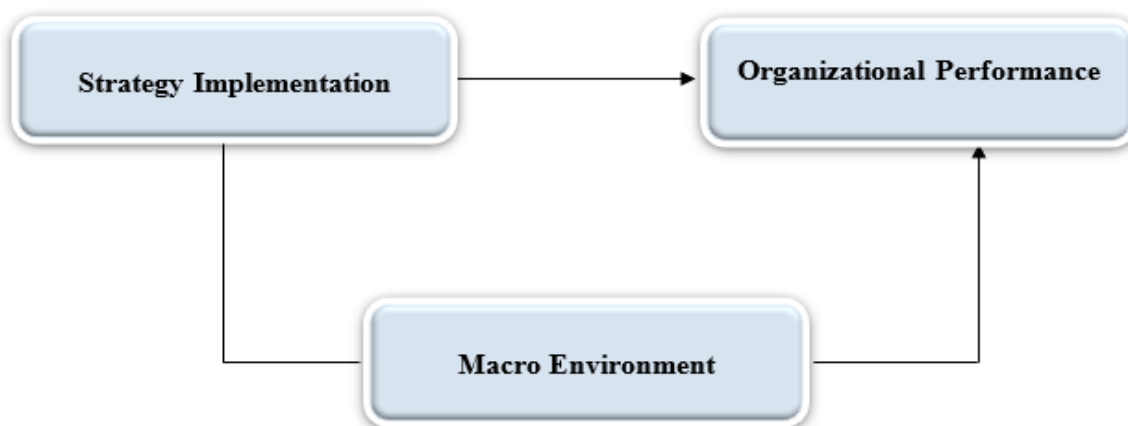 Strategy Implementation
Organizational Performance
Macro Environment